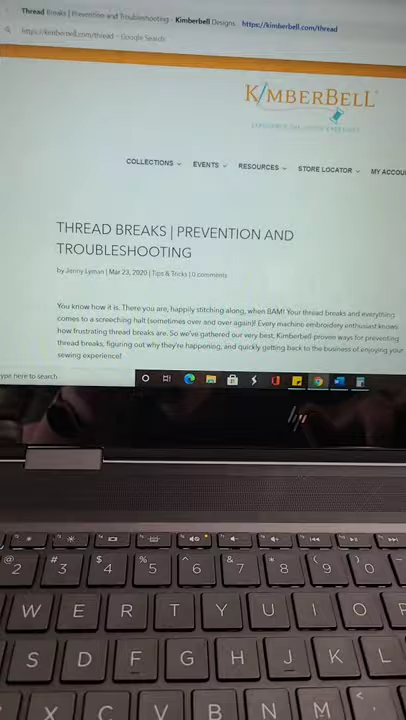 Thread Breaks | Prevention and Troubleshooting - Kimberbell Designs - https://kimberbell.com/thread
https://kimberbell.com/thread - Google Search
KIMBERBELL
COLLECTIONS EVENTS RESOURCES STORE LOCATOR MY ACCOU
THREAD BREAKS | PREVENTION AND
TROUBLESHOOTING
by Jenny Lyman | Mar 23, 2020 | Tips & Tricks | 0 comments
You know how it is. There you are, happily stitching along, when BAM! Your thread breaks and everything
comes to a screeching halt (sometimes over and over again)! Every machine embroidery enthusiast knows
how frustrating thread breaks are. So we've gathered our very best, Kimberbell-proven ways for preventing
thread breaks, figuring out why they're happening, and quickly getting back to the business of enjoying your
sewing experience!
ype here to search
hp
@ # $ % ^ & * ( )
2 3 4 5 6 7 8 9 0
W E R T Y U I O
S D F G H J K L
X C V B N M <